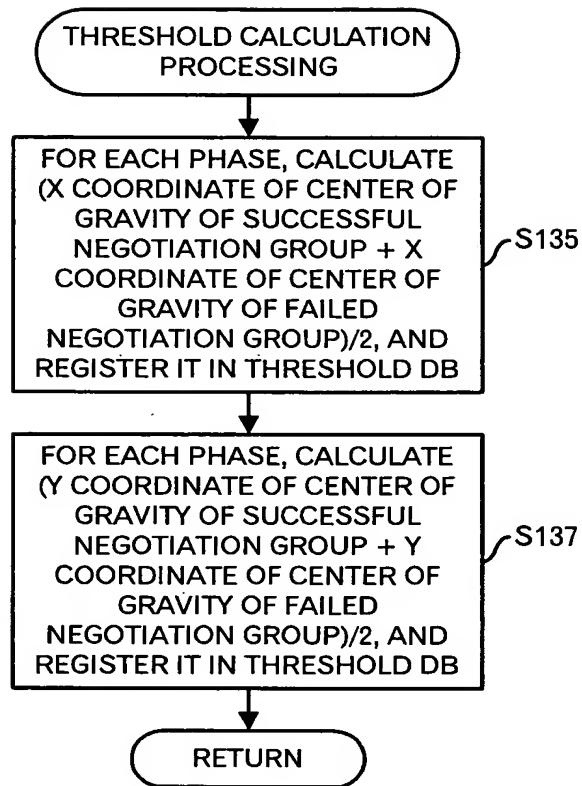 THRESHOLD CALCULATION
PROCESSING
FOR EACH PHASE, CALCULATE
(X COORDINATE OF CENTER OF
GRAVITY OF SUCCESSFUL
NEGOTIATION GROUP + X
COORDINATE OF CENTER OF
GRAVITY OF FAILED
NEGOTIATION GROUP)/2, AND
REGISTER IT IN THRESHOLD DB
S135
FOR EACH PHASE, CALCULATE
(Y COORDINATE OF CENTER OF
GRAVITY OF SUCCESSFUL
NEGOTIATION GROUP + Y
COORDINATE OF CENTER OF
GRAVITY OF FAILED
NEGOTIATION GROUP)/2, AND
REGISTER IT IN THRESHOLD DB
S137
RETURN